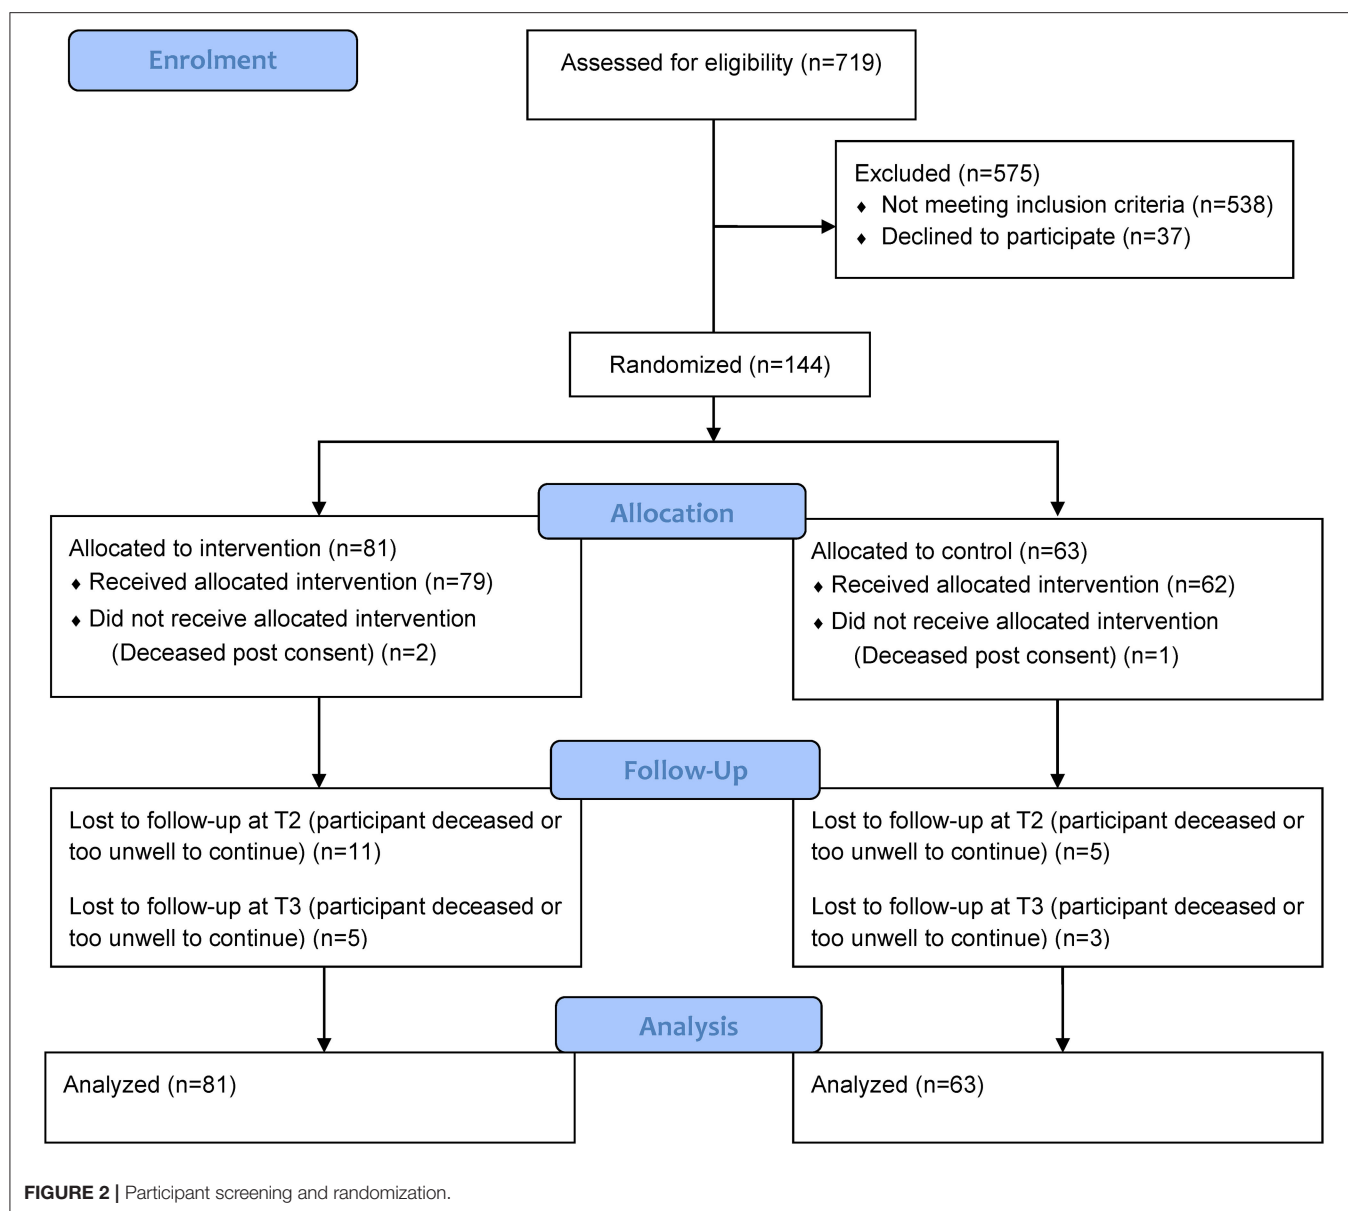 Enrolment
Assessed for eligibility (n=719)
Excluded (n=575)
♦ Not meeting inclusion criteria (n=538)
♦ Declined to participate (n=37)
Randomized (n=144)
Allocation
Allocated to intervention (n=81)
♦ Received allocated intervention (n=79)
♦ Did not receive allocated intervention
(Deceased post consent) (n=2)
Allocated to control (n=63)
♦ Received allocated intervention (n=62)
♦ Did not receive allocated intervention
(Deceased post consent) (n=1)
Follow-Up
Lost to follow-up at T2 (participant deceased or
too unwell to continue) (n=11)
Lost to follow-up at T3 (participant deceased or
too unwell to continue) (n=5)
Lost to follow-up at T2 (participant deceased or
too unwell to continue) (n=5)
Lost to follow-up at T3 (participant deceased or
too unwell to continue) (n=3)
Analysis
Analyzed (n=81)
Analyzed (n=63)
FIGURE 2 | Participant screening and randomization.